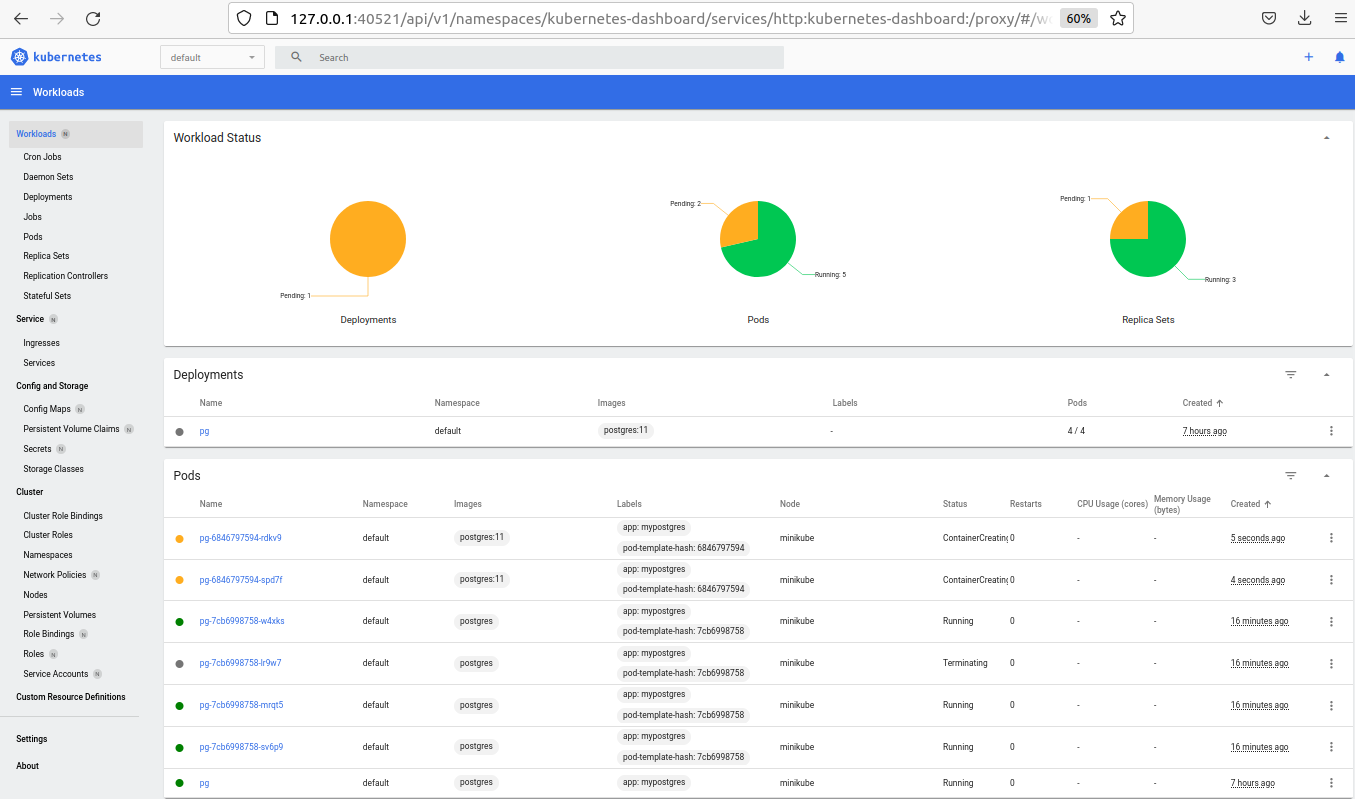 127.0.0.1:40521/api/v1/namespaces/kubernetes-dashboard/services/http:kubernetes-dashboard:/proxy/#/w 60%
kubernetes default Search
Workloads
Workloads N
Cron Jobs
Daemon Sets
Deployments
Jobs
Pods
Replica Sets
Replication Controllers
Stateful Sets
Service N
Ingresses
Services
Config and Storage
Config Maps N
Persistent Volume Claims N
Secrets N
Storage Classes
Cluster
Cluster Role Bindings
Cluster Roles
Namespaces
Network Policies N
Nodes
Persistent Volumes
Role Bindings N
Roles N
Service Accounts N
Custom Resource Definitions
Settings
About
Workload Status
Pending: 1
Deployments
Pending: 2
Running: 5
Pods
Pending: 1
Running: 3
Replica Sets
Deployments
Name Namespace Images Labels Pods Created
pg default postgres:11 - 4 / 4 7 hours ago
Pods
Name Namespace Images Labels Node Status Restarts CPU Usage (cores) Memory Usage (bytes) Created
pg-6846797594-rdkv9 default postgres:11 app: mypostgres minikube ContainerCreating 0 - - 5 seconds ago
pod-template-hash: 6846797594
pg-6846797594-spd7f default postgres:11 app: mypostgres minikube ContainerCreating 0 - - 4 seconds ago
pod-template-hash: 6846797594
pg-7cb6998758-w4xks default postgres app: mypostgres minikube Running 0 - - 16 minutes ago
pod-template-hash: 7cb6998758
pg-7cb6998758-lr9w7 default postgres app: mypostgres minikube Terminating 0 - - 16 minutes ago
pod-template-hash: 7cb6998758
pg-7cb6998758-mrqt5 default postgres app: mypostgres minikube Running 0 - - 16 minutes ago
pod-template-hash: 7cb6998758
pg-7cb6998758-sv6p9 default postgres app: mypostgres minikube Running 0 - - 16 minutes ago
pod-template-hash: 7cb6998758
pg default postgres app: mypostgres minikube Running 0 - - 7 hours ago